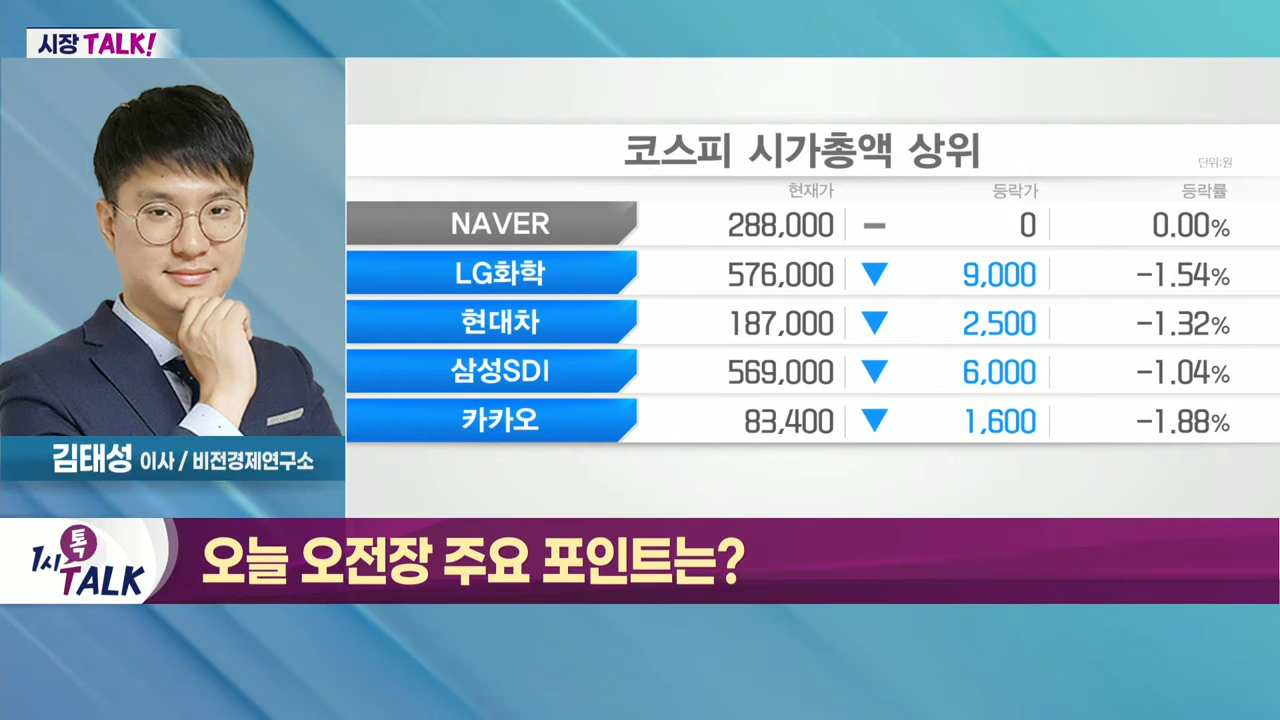 시장 TALK!
코스피 시가총액 상위
단위:원
현재가 등락가 등락률
NAVER 288,000 － 0 0.00%
LG화학 576,000 ▼ 9,000 -1.54%
현대차 187,000 ▼ 2,500 -1.32%
삼성SDI 569,000 ▼ 6,000 -1.04%
카카오 83,400 ▼ 1,600 -1.88%
김태성 이사 / 비전경제연구소
1시 톡 TALK
오늘 오전장 주요 포인트는?